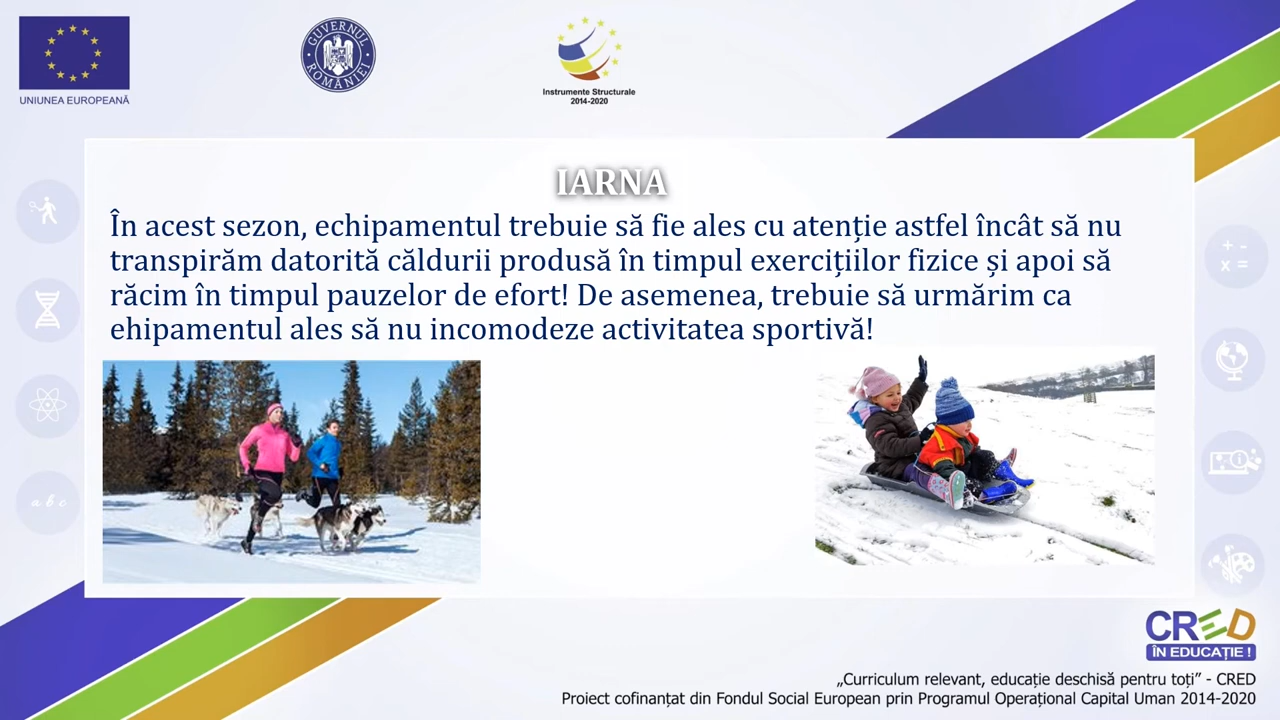 UNIUNEA EUROPEANĂ
GUVERNUL ROMÂNIEI
Instrumente Structurale
2014-2020
IARNA
În acest sezon, echipamentul trebuie să fie ales cu atenție astfel încât să nu
transpirăm datorită căldurii produsă în timpul exercițiilor fizice și apoi să
răcim în timpul pauzelor de efort! De asemenea, trebuie să urmărim ca
ehipamentul ales să nu incomodeze activitatea sportivă!
+ -
x =
a b c
CRED
ÎN EDUCAȚIE !
„Curriculum relevant, educație deschisă pentru toți” - CRED
Proiect cofinanțat din Fondul Social European prin Programul Operațional Capital Uman 2014-2020